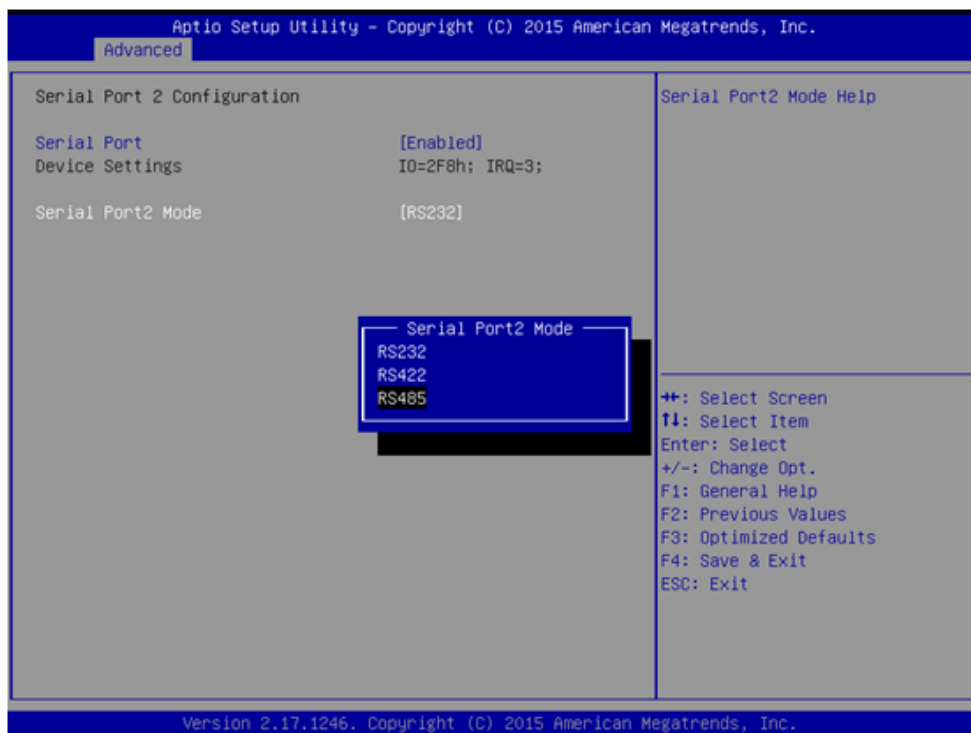 Aptio Setup Utility – Copyright (C) 2015 American Megatrends, Inc.
Advanced
Serial Port 2 Configuration
Serial Port [Enabled]
Device Settings IO=2F8h; IRQ=3;
Serial Port2 Mode [RS232]
Serial Port2 Mode
RS232
RS422
RS485
Serial Port2 Mode Help
→←: Select Screen
↑↓: Select Item
Enter: Select
+/-: Change Opt.
F1: General Help
F2: Previous Values
F3: Optimized Defaults
F4: Save & Exit
ESC: Exit
Version 2.17.1246. Copyright (C) 2015 American Megatrends, Inc.